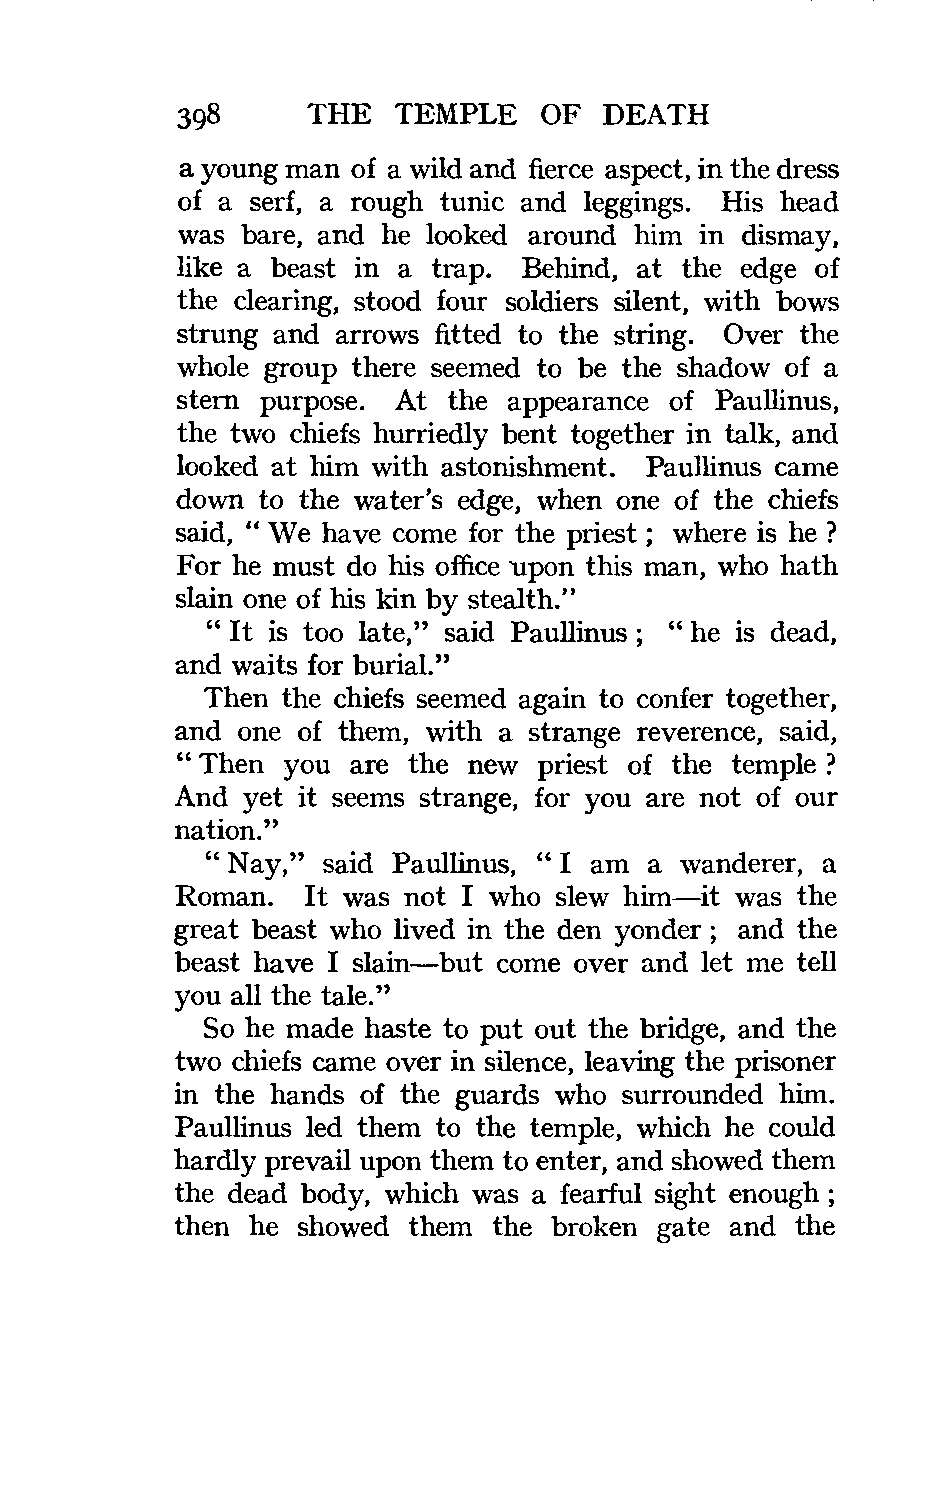 398 THE TEMPLE OF DEATH
a young man of a wild and fierce aspect, in the dress
of a serf, a rough tunic and leggings. His head
was bare, and he looked around him in dismay,
like a beast in a trap. Behind, at the edge of
the clearing, stood four soldiers silent, with bows
strung and arrows fitted to the string. Over the
whole group there seemed to be the shadow of a
stern purpose. At the appearance of Paullinus,
the two chiefs hurriedly bent together in talk, and
looked at him with astonishment. Paullinus came
down to the water's edge, when one of the chiefs
said, “ We have come for the priest ; where is he ?
For he must do his office upon this man, who hath
slain one of his kin by stealth.”
“ It is too late,” said Paullinus ; “ he is dead,
and waits for burial.”
Then the chiefs seemed again to confer together,
and one of them, with a strange reverence, said,
“ Then you are the new priest of the temple ?
And yet it seems strange, for you are not of our
nation.”
“ Nay,” said Paullinus, “ I am a wanderer, a
Roman. It was not I who slew him—it was the
great beast who lived in the den yonder ; and the
beast have I slain—but come over and let me tell
you all the tale.”
So he made haste to put out the bridge, and the
two chiefs came over in silence, leaving the prisoner
in the hands of the guards who surrounded him.
Paullinus led them to the temple, which he could
hardly prevail upon them to enter, and showed them
the dead body, which was a fearful sight enough ;
then he showed them the broken gate and the